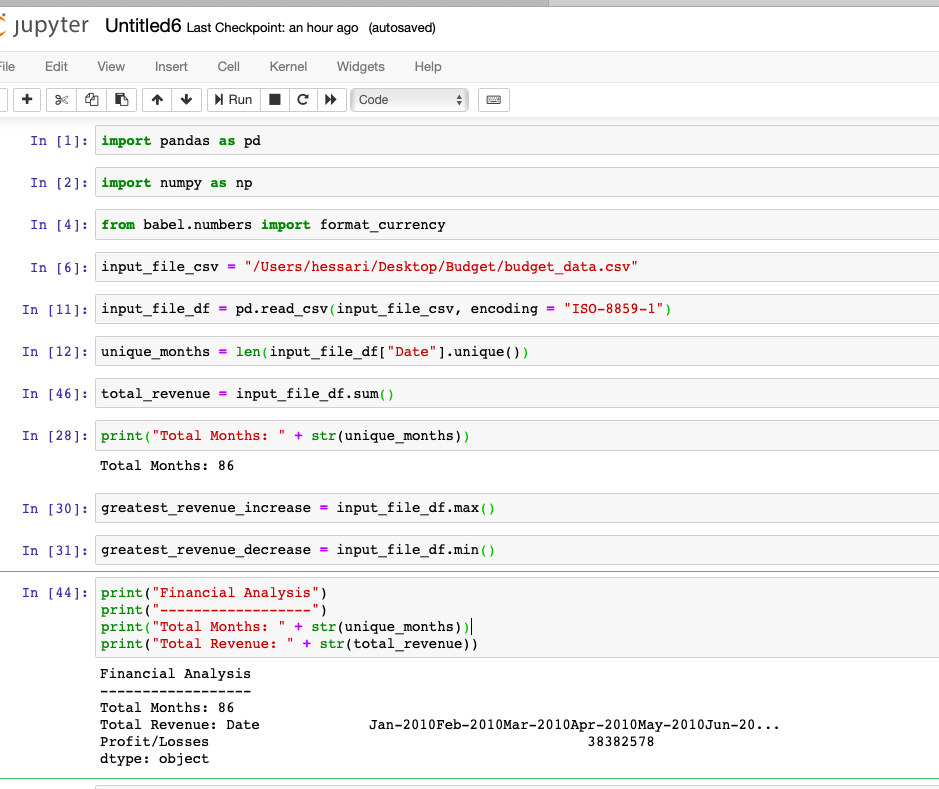 jupyter Untitled6 Last Checkpoint: an hour ago (autosaved)
File Edit View Insert Cell Kernel Widgets Help
Run Code
In [1]: import pandas as pd
In [2]: import numpy as np
In [4]: from babel.numbers import format_currency
In [6]: input_file_csv = "/Users/hessari/Desktop/Budget/budget_data.csv"
In [11]: input_file_df = pd.read_csv(input_file_csv, encoding = "ISO-8859-1")
In [12]: unique_months = len(input_file_df["Date"].unique())
In [46]: total_revenue = input_file_df.sum()
In [28]: print("Total Months: " + str(unique_months))
Total Months: 86
In [30]: greatest_revenue_increase = input_file_df.max()
In [31]: greatest_revenue_decrease = input_file_df.min()
In [44]: print("Financial Analysis")
print("------------------")
print("Total Months: " + str(unique_months))
print("Total Revenue: " + str(total_revenue))
Financial Analysis
------------------
Total Months: 86
Total Revenue: Date Jan-2010Feb-2010Mar-2010Apr-2010May-2010Jun-20...
Profit/Losses 38382578
dtype: object